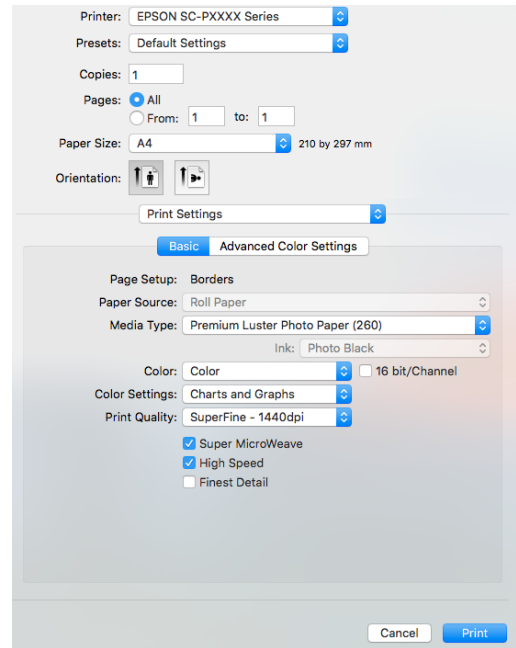 Printer: EPSON SC-PXXXX Series
Presets: Default Settings
Copies: 1
Pages: All
From: 1 to: 1
Paper Size: A4 210 by 297 mm
Orientation:
Print Settings
Basic Advanced Color Settings
Page Setup: Borders
Paper Source: Roll Paper
Media Type: Premium Luster Photo Paper (260)
Ink: Photo Black
Color: Color 16 bit/Channel
Color Settings: Charts and Graphs
Print Quality: SuperFine - 1440dpi
Super MicroWeave
High Speed
Finest Detail
Cancel Print